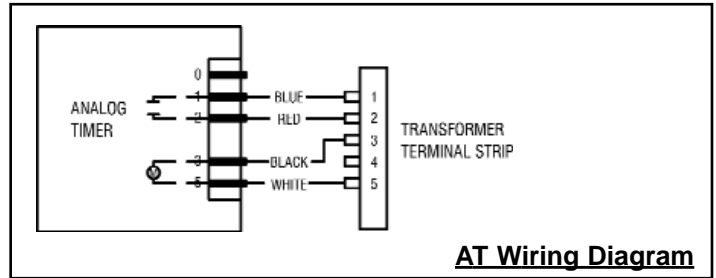 0
1 BLUE 1
ANALOG TIMER
2 RED 2
3
TRANSFORMER TERMINAL STRIP
3 BLACK 4
5 WHITE 5
AT Wiring Diagram